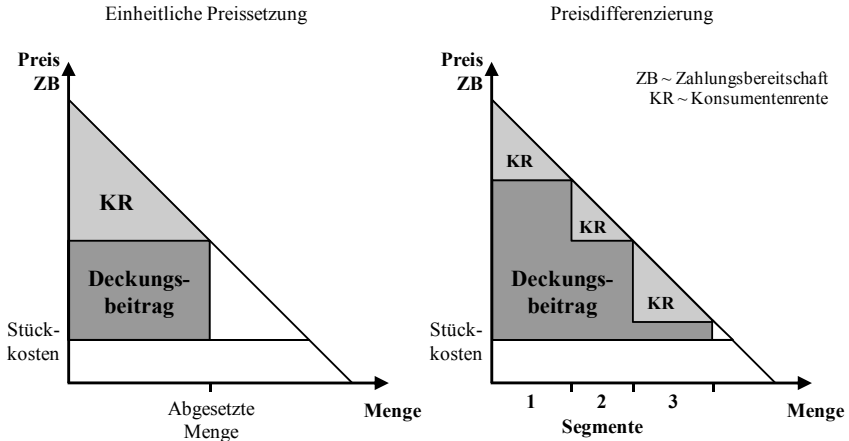 Einheitliche Preissetzung
Preis
ZB
KR
Deckungs-
beitrag
Stück-
kosten
Abgesetzte
Menge
Menge
Preisdifferenzierung
Preis
ZB
ZB ~ Zahlungsbereitschaft
KR ~ Konsumentenrente
KR
KR
Deckungs-
beitrag
KR
Stück-
kosten
1 2 3
Segmente
Menge